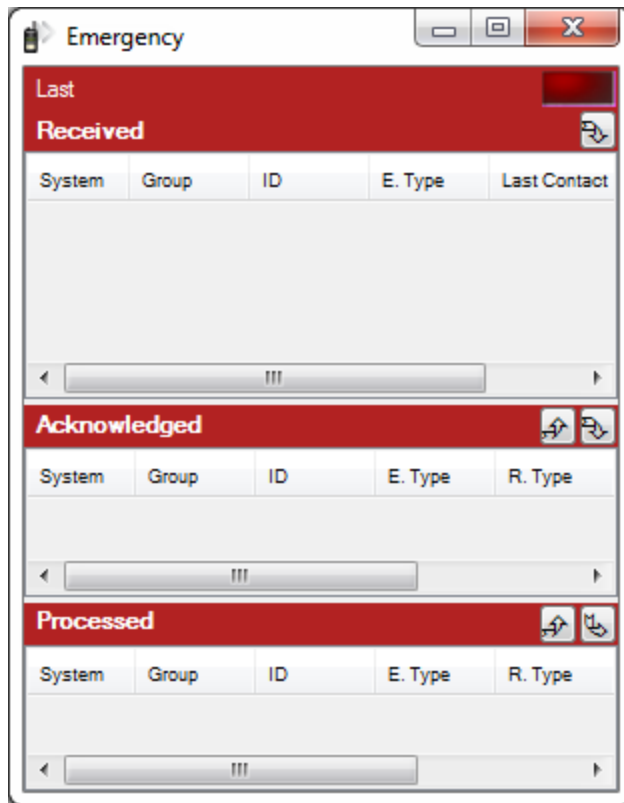 Emergency
Last
Received
System Group ID E. Type Last Contact
Acknowledged
System Group ID E. Type R. Type
Processed
System Group ID E. Type R. Type